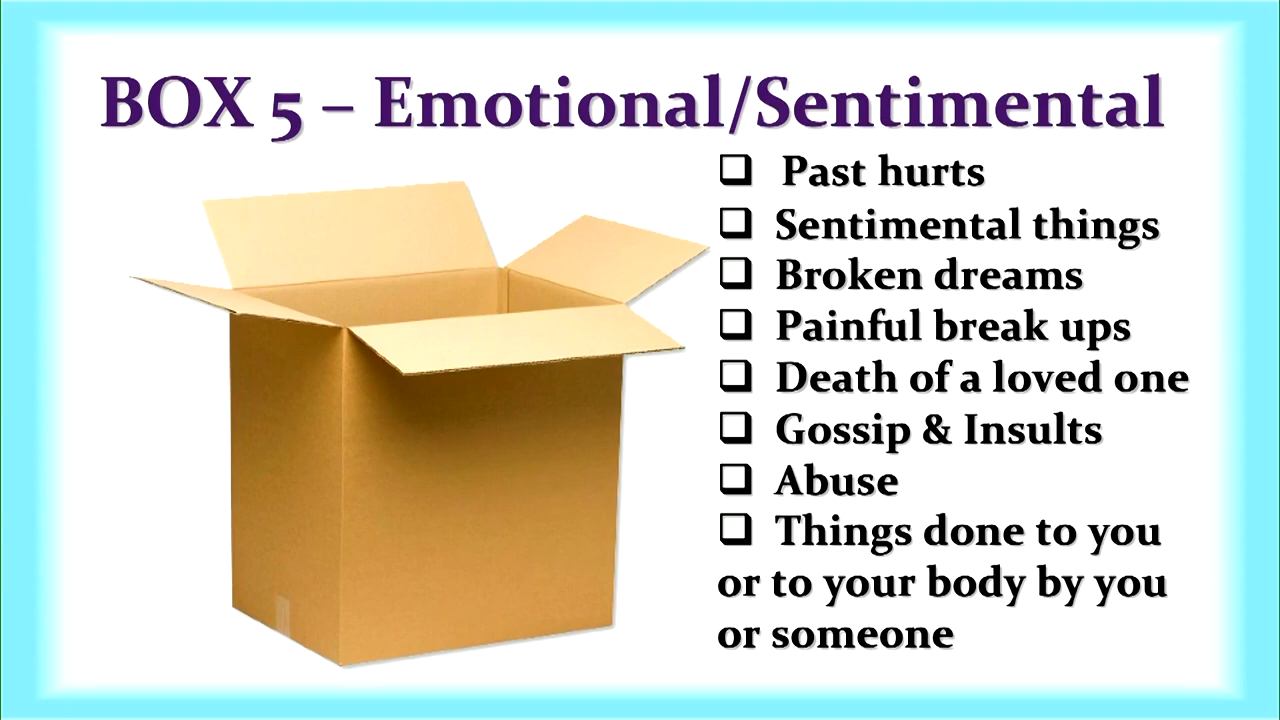 BOX 5 – Emotional/Sentimental
❑ Past hurts
❑ Sentimental things
❑ Broken dreams
❑ Painful break ups
❑ Death of a loved one
❑ Gossip & Insults
❑ Abuse
❑ Things done to you
or to your body by you
or someone